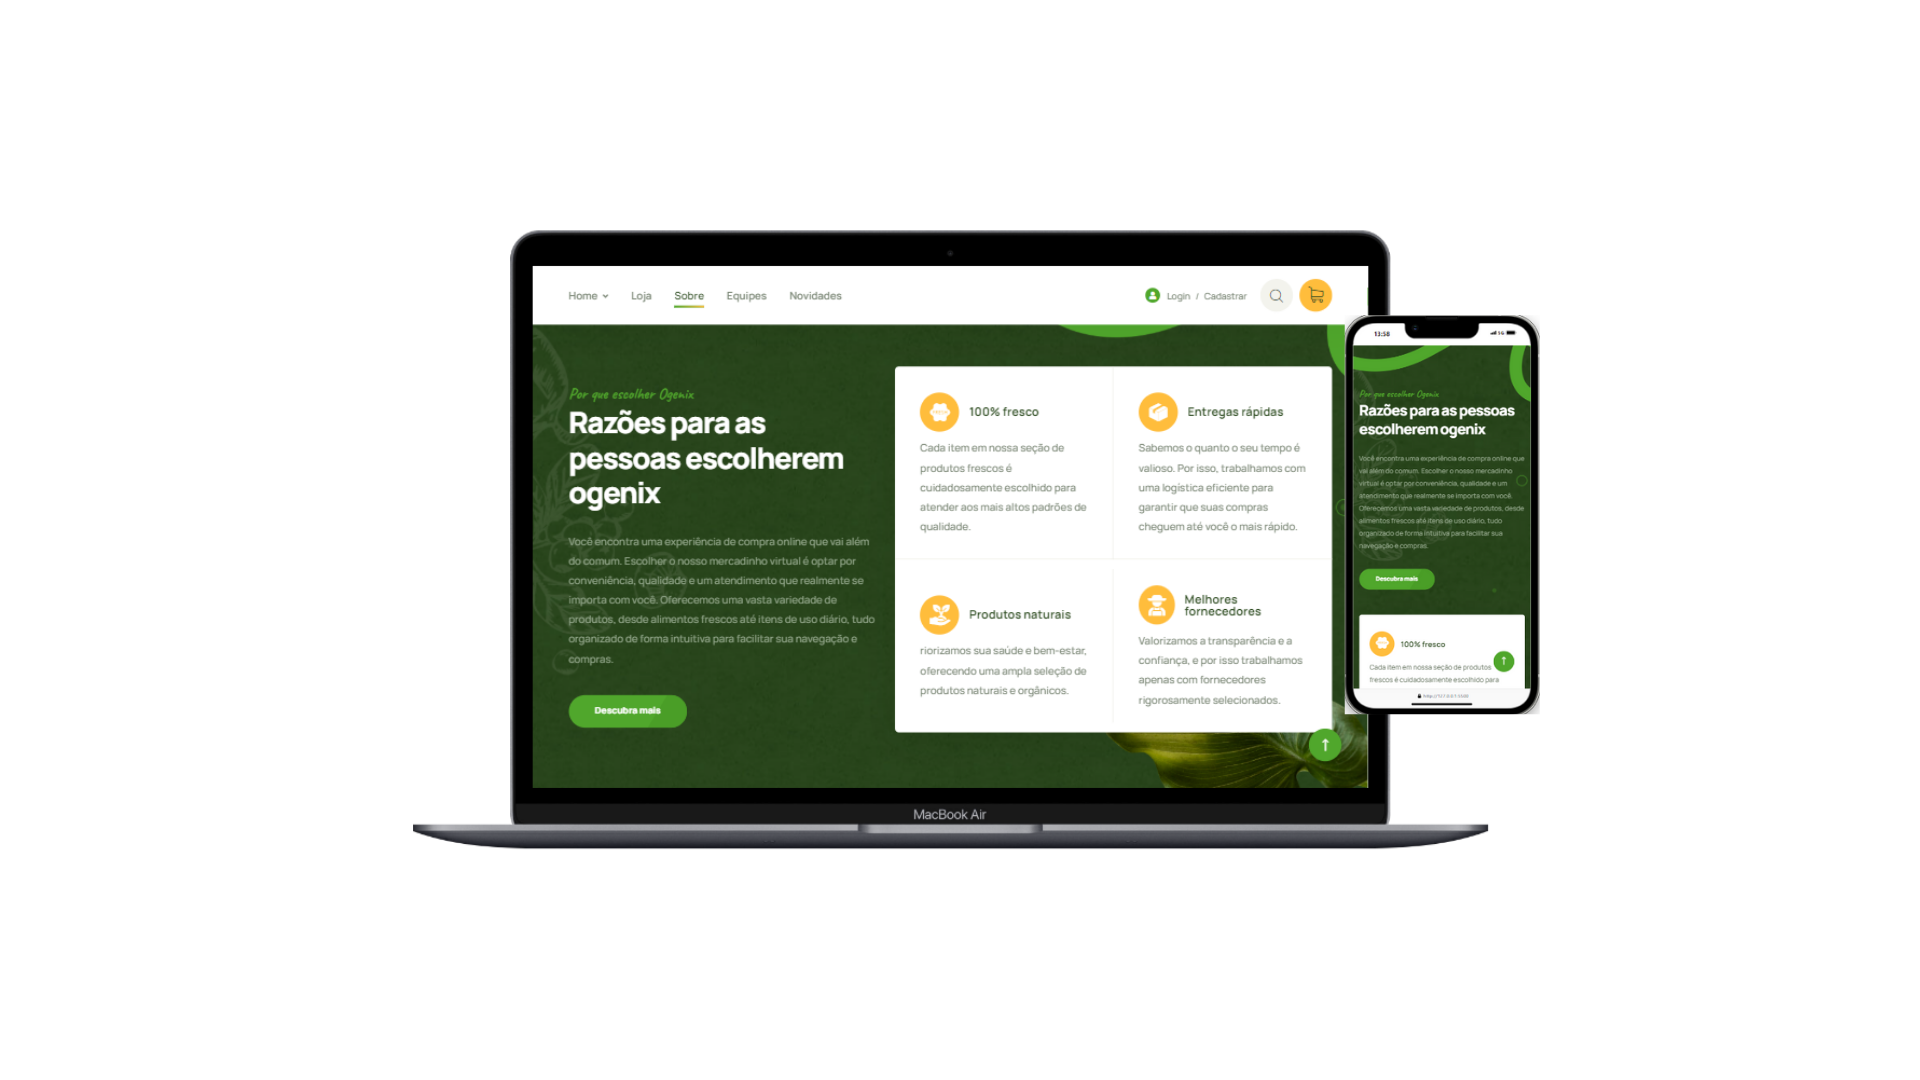 Home
Loja
Sobre
Equipes
Novidades
Login / Cadastrar
Por que escolher Ogenix
Razões para as
pessoas escolherem
ogenix
Você encontra uma experiência de compra online que vai além
do comum. Escolher o nosso mercadinho virtual é optar por
conveniência, qualidade e um atendimento que realmente se
importa com você. Oferecemos uma vasta variedade de
produtos, desde alimentos frescos até itens de uso diário, tudo
organizado de forma intuitiva para facilitar sua navegação e
compras.
Descubra mais
100% fresco
Cada item em nossa seção de
produtos frescos é
cuidadosamente escolhido para
atender aos mais altos padrões de
qualidade.
Entregas rápidas
Sabemos o quanto o seu tempo é
valioso. Por isso, trabalhamos com
uma logística eficiente para
garantir que suas compras
cheguem até você o mais rápido.
Produtos naturais
riorizamos sua saúde e bem-estar,
oferecendo uma ampla seleção de
produtos naturais e orgânicos.
Melhores
fornecedores
Valorizamos a transparência e a
confiança, e por isso trabalhamos
apenas com fornecedores
rigorosamente selecionados.
MacBook Air
13:58
Por que escolher Ogenix
Razões para as pessoas
escolherem ogenix
Você encontra uma experiência de compra online que
vai além do comum. Escolher o nosso mercadinho
virtual é optar por conveniência, qualidade e um
atendimento que realmente se importa com você.
Oferecemos uma vasta variedade de produtos, desde
alimentos frescos até itens de uso diário, tudo
organizado de forma intuitiva para facilitar sua
navegação e compras.
Descubra mais
100% fresco
Cada item em nossa seção de produtos
frescos é cuidadosamente escolhido para